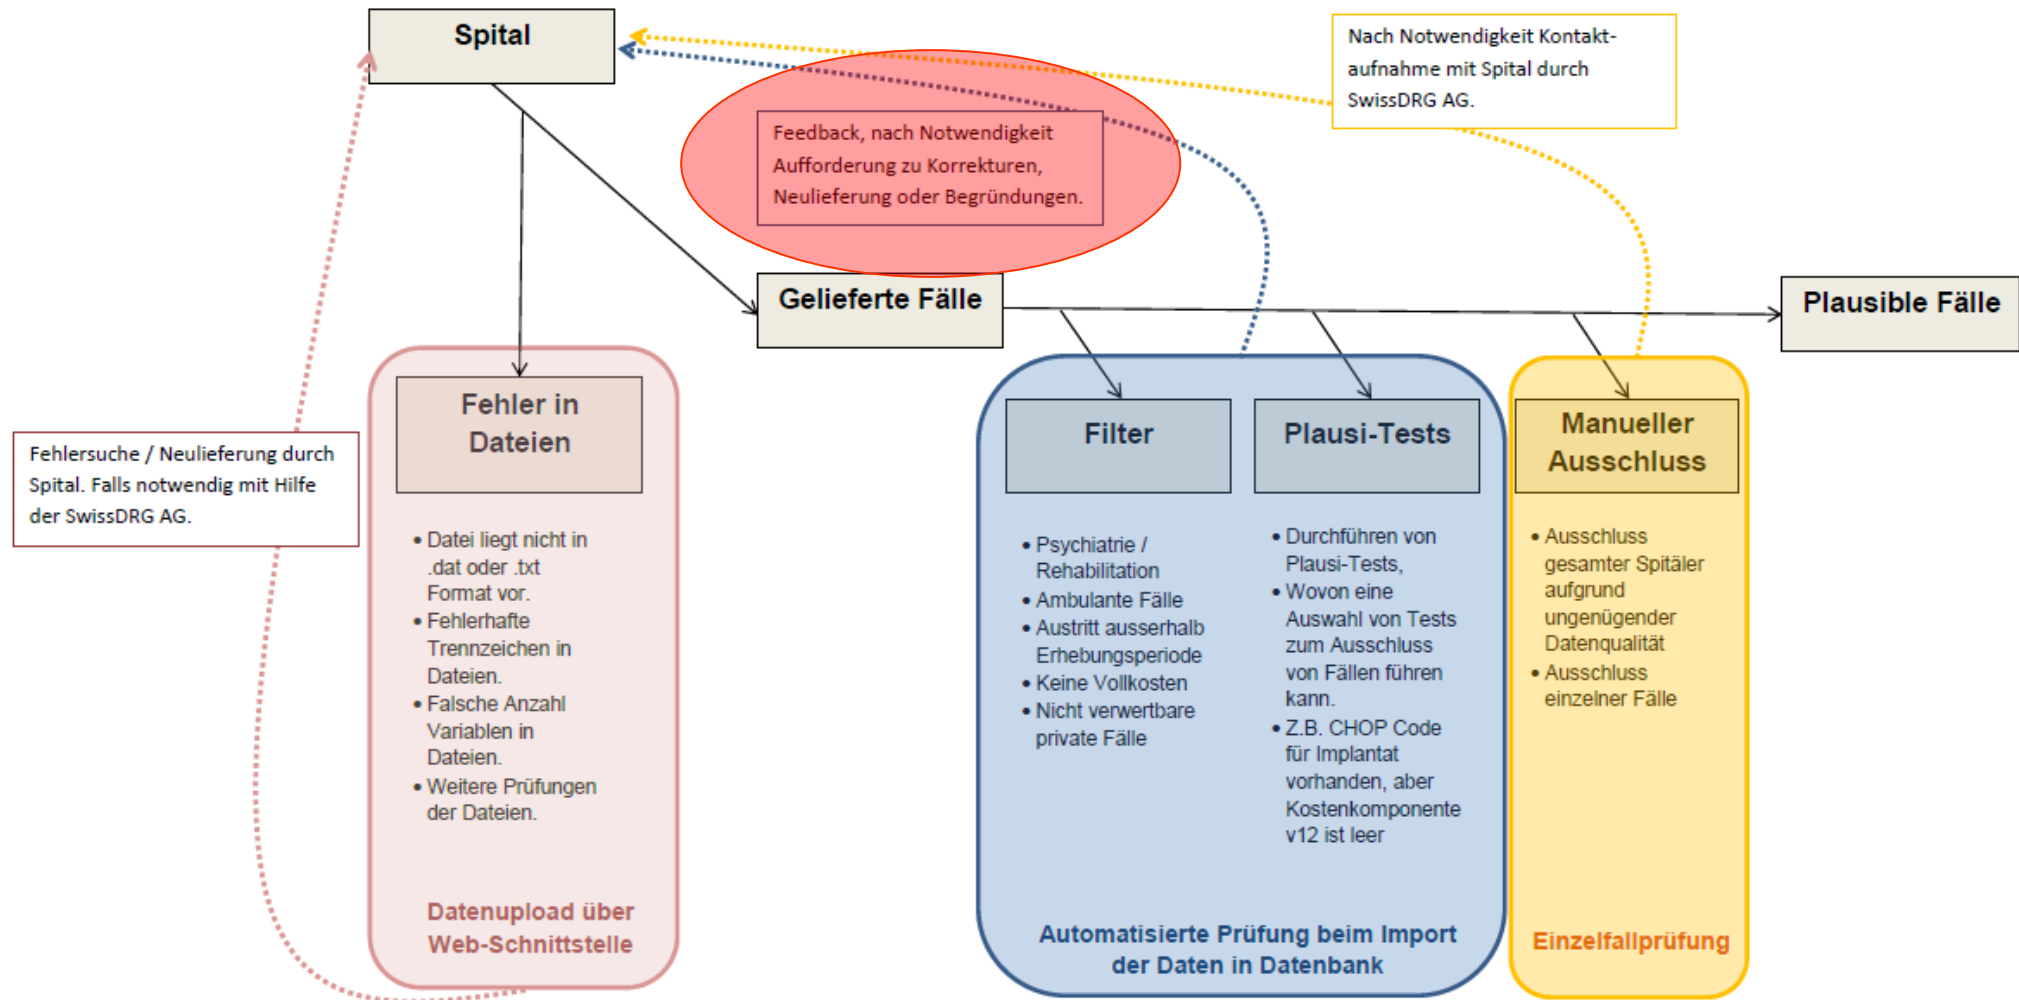 Spital
Nach Notwendigkeit Kontakt-
aufnahme mit Spital durch
SwissDRG AG.
Feedback, nach Notwendigkeit
Aufforderung zu Korrekturen,
Neulieferung oder Begründungen.
Gelieferte Fälle
Plausible Fälle
Fehlersuche / Neulieferung durch
Spital. Falls notwendig mit Hilfe
der SwissDRG AG.
Fehler in
Dateien
• Datei liegt nicht in
.dat oder .txt
Format vor.
• Fehlerhafte
Trennzeichen in
Dateien.
• Falsche Anzahl
Variablen in
Dateien.
• Weitere Prüfungen
der Dateien.
Datenupload über
Web-Schnittstelle
Filter
• Psychiatrie /
Rehabilitation
• Ambulante Fälle
• Austritt ausserhalb
Erhebungsperiode
• Keine Vollkosten
• Nicht verwertbare
private Fälle
Plausi-Tests
• Durchführen von
Plausi-Tests,
• Wovon eine
Auswahl von Tests
zum Ausschluss
von Fällen führen
kann.
• Z.B. CHOP Code
für Implantat
vorhanden, aber
Kostenkomponente
v12 ist leer
Automatisierte Prüfung beim Import
der Daten in Datenbank
Manueller
Ausschluss
• Ausschluss
gesamter Spitäler
aufgrund
ungenügender
Datenqualität
• Ausschluss
einzelner Fälle
Einzelfallprüfung